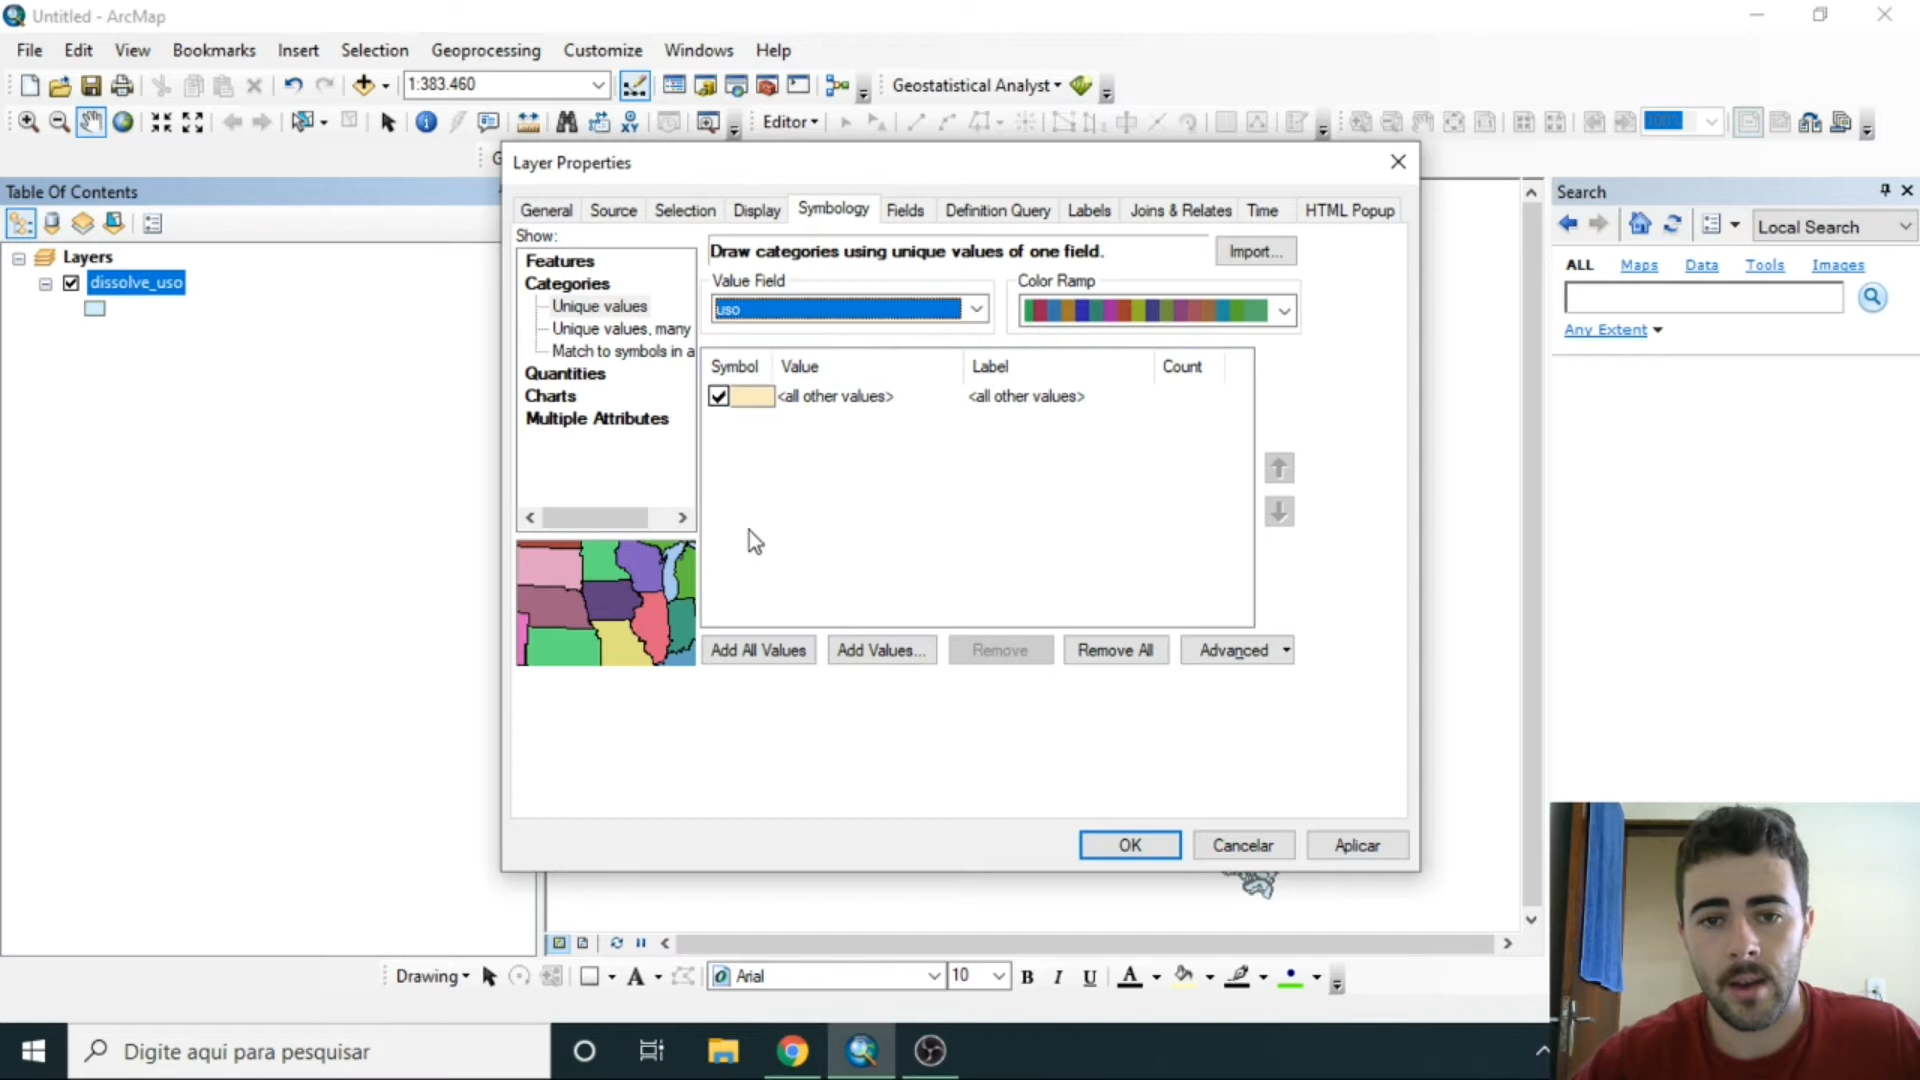 Untitled - ArcMap
File Edit View Bookmarks Insert Selection Geoprocessing Customize Windows Help
1:383.460
Geostatistical Analyst
Editor
100%
Layer Properties
Table Of Contents
Search
General Source Selection Display Symbology Fields Definition Query Labels Joins & Relates Time HTML Popup
Local Search
Show:
Layers
Features
Draw categories using unique values of one field.
Import...
ALL Maps Data Tools Images
dissolve_uso
Categories
Value Field
Color Ramp
Unique values
uso
Unique values, many
Any Extent
Match to symbols in a
Quantities
Symbol Value Label Count
Charts
<all other values> <all other values>
Multiple Attributes
Add All Values Add Values... Remove Remove All Advanced
OK Cancelar Aplicar
Drawing
A
Arial
10
B I U A
Digite aqui para pesquisar